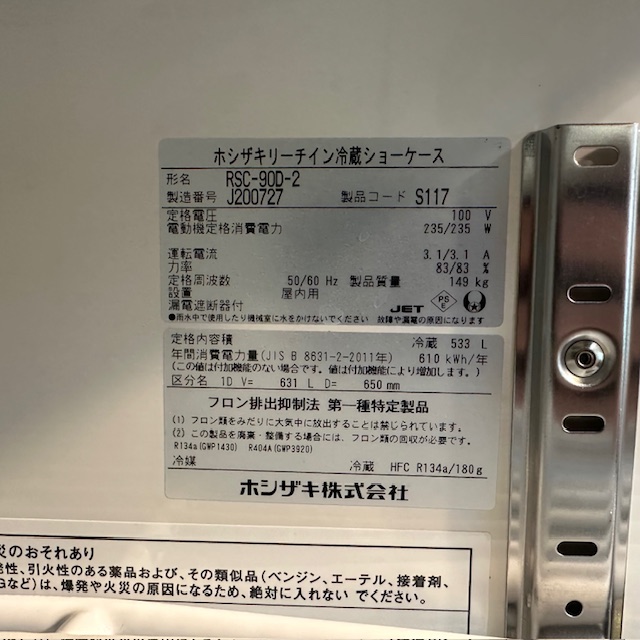 ホシザキリーチイン冷蔵ショーケース
形名 RSC-90D-2
製造番号 J200727 製品コード S117
定格電圧 100 V
電動機定格消費電力 235/235 W
運転電流 3.1/3.1 A
力率 83/83 %
定格周波数 50/60 Hz 製品質量 149 kg
設置 屋内用
漏電遮断器付 JET PS E
●雨水中で使用したり機械室に水をかけないでください 故障や漏電の原因になります
定格内容積 冷蔵 533 L
年間消費電力量(JIS B 8631-2-2011年) 610 kWh/年
(この値は付加機能のない場合です。値は付加機能により増加します。)
区分名 1D V= 631 L D= 650 mm
フロン排出抑制法 第一種特定製品
(1) フロン類をみだりに大気中に放出することは禁じられています。
(2) この製品を廃棄・整備する場合には、フロン類の回収が必要です。
R134a(GWP1430) R404A(GWP3920)
冷媒 冷蔵 HFC R134a/180g
ホシザキ株式会社
災のおそれあり
発性、引火性のある薬品および、その類似品(ベンジン、エーテル、接着剤、
Gなど)は、爆発や火災の原因になるため、絶対に入れない でください。